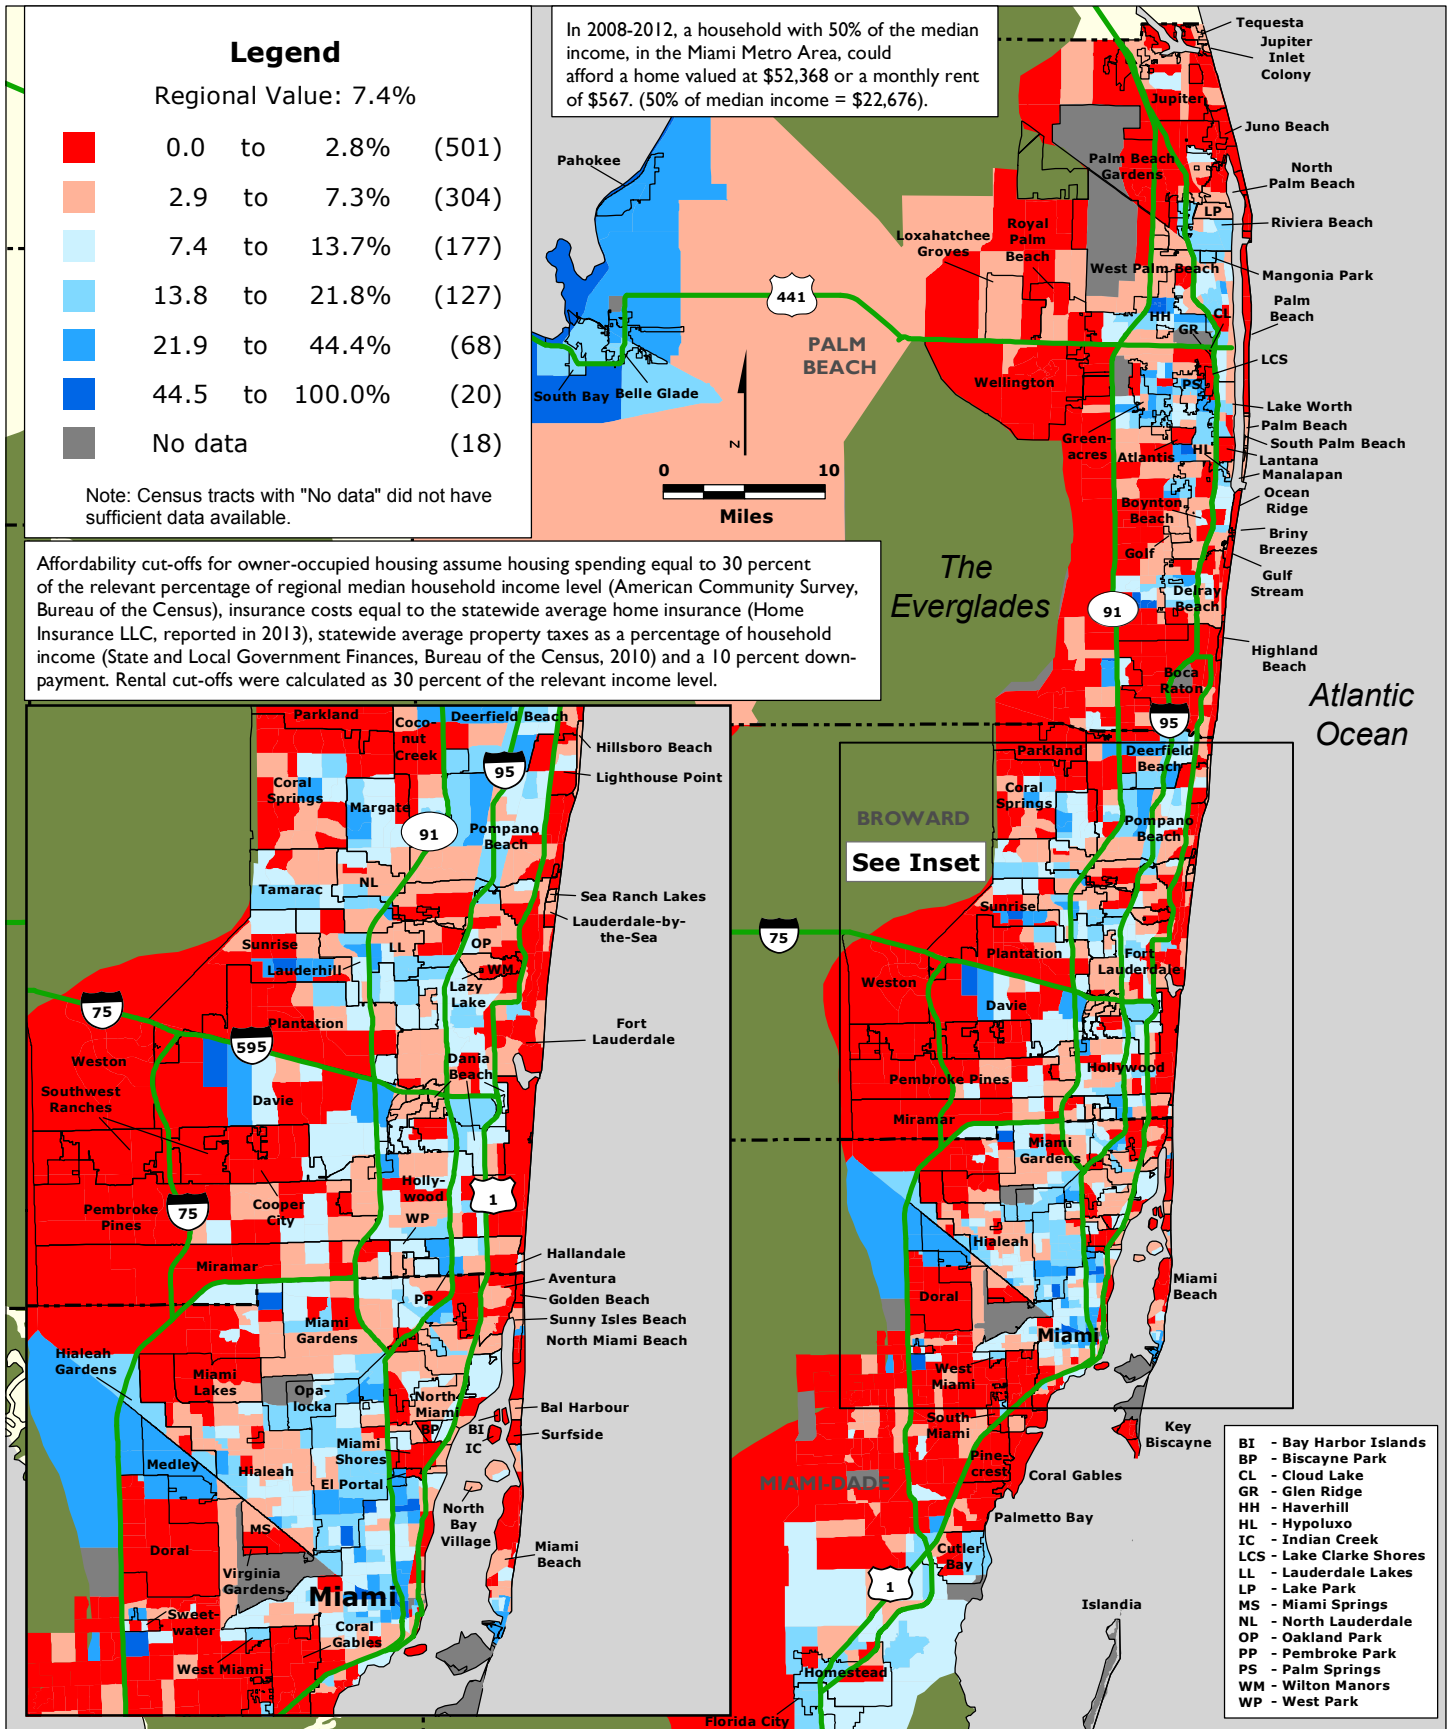 Legend
Regional Value: 7.4%
0.0 to 2.8% (501)
2.9 to 7.3% (304)
7.4 to 13.7% (177)
13.8 to 21.8% (127)
21.9 to 44.4% (68)
44.5 to 100.0% (20)
No data (18)
Note: Census tracts with "No data" did not have
sufficient data available.
In 2008-2012, a household with 50% of the median
income, in the Miami Metro Area, could
afford a home valued at $52,368 or a monthly rent
of $567. (50% of median income = $22,676).
Affordability cut-offs for owner-occupied housing assume housing spending equal to 30 percent
of the relevant percentage of regional median household income level (American Community Survey,
Bureau of the Census), insurance costs equal to the statewide average home insurance (Home
Insurance LLC, reported in 2013), statewide average property taxes as a percentage of household
income (State and Local Government Finances, Bureau of the Census, 2010) and a 10 percent down-
payment. Rental cut-offs were calculated as 30 percent of the relevant income level.
Pahokee
South Bay
Belle Glade
441
PALM
BEACH
N
0 10
Miles
The
Everglades
Atlantic
Ocean
Tequesta
Jupiter
Inlet
Colony
Jupiter
Juno Beach
Palm Beach
Gardens
North
Palm Beach
LP
Riviera Beach
Loxahatchee
Groves
Royal
Palm
Beach
West Palm Beach
Mangonia Park
Palm
Beach
HH
CL
GR
LCS
Wellington
PS
Lake Worth
Palm Beach
South Palm Beach
Green-
acres
Atlantis
HL
Lantana
Manalapan
Ocean
Ridge
Boynton
Beach
Briny
Breezes
Golf
Gulf
Stream
Delray
Beach
91
Highland
Beach
Boca
Raton
95
Parkland
Deerfield
Beach
Coral
Springs
BROWARD
See Inset
Pompano
Beach
Sunrise
75
Plantation
Fort
Lauderdale
Weston
Davie
Hollywood
Pembroke Pines
Miramar
Miami
Gardens
Hialeah
Doral
Miami
Beach
Miami
West
Miami
South
Miami
Key
Biscayne
Pine-
crest
Coral Gables
MIAMI-DADE
Palmetto Bay
Cutler
Bay
1
Islandia
Homestead
Florida City
Parkland
Coco-
nut
Creek
Deerfield Beach
Hillsboro Beach
95
Lighthouse Point
Coral
Springs
Margate
91
Pompano
Beach
NL
Tamarac
Sea Ranch Lakes
Lauderdale-by-
the-Sea
Sunrise
LL
OP
Lauderhill
WM
Lazy
Lake
75
Plantation
Fort
Lauderdale
595
Weston
Dania
Beach
Southwest
Ranches
Davie
Holly-
wood
1
Pembroke
Pines
75
Cooper
City
WP
Hallandale
Miramar
Aventura
PP
Golden Beach
Miami
Gardens
Sunny Isles Beach
North Miami Beach
Hialeah
Gardens
Miami
Lakes
Opa-
locka
North
Miami
Bal Harbour
BP
BI
Surfside
IC
Miami
Shores
Medley
Hialeah
El Portal
North
Bay
Village
MS
Doral
Miami
Beach
Virginia
Gardens
Miami
Sweet-
water
Coral
Gables
West Miami
BI - Bay Harbor Islands
BP - Biscayne Park
CL - Cloud Lake
GR - Glen Ridge
HH - Haverhill
HL - Hypoluxo
IC - Indian Creek
LCS - Lake Clarke Shores
LL - Lauderdale Lakes
LP - Lake Park
MS - Miami Springs
NL - North Lauderdale
OP - Oakland Park
PP - Pembroke Park
PS - Palm Springs
WM - Wilton Manors
WP - West Park